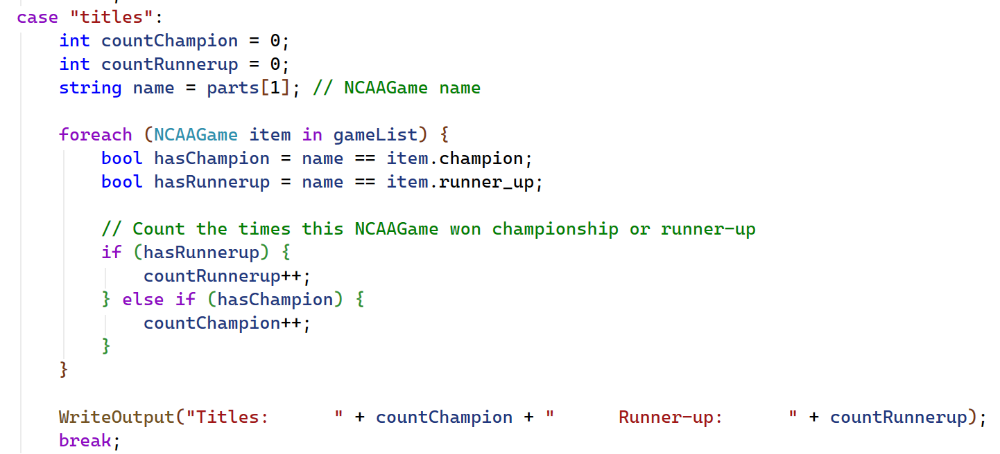 case "titles":
    int countChampion = 0;
    int countRunnerup = 0;
    string name = parts[1]; // NCAAGame name

    foreach (NCAAGame item in gameList) {
        bool hasChampion = name == item.champion;
        bool hasRunnerup = name == item.runner_up;

        // Count the times this NCAAGame won championship or runner-up
        if (hasRunnerup) {
            countRunnerup++;
        } else if (hasChampion) {
            countChampion++;
        }
    }

    WriteOutput("Titles:      " + countChampion + "      Runner-up:      " + countRunnerup);
    break;